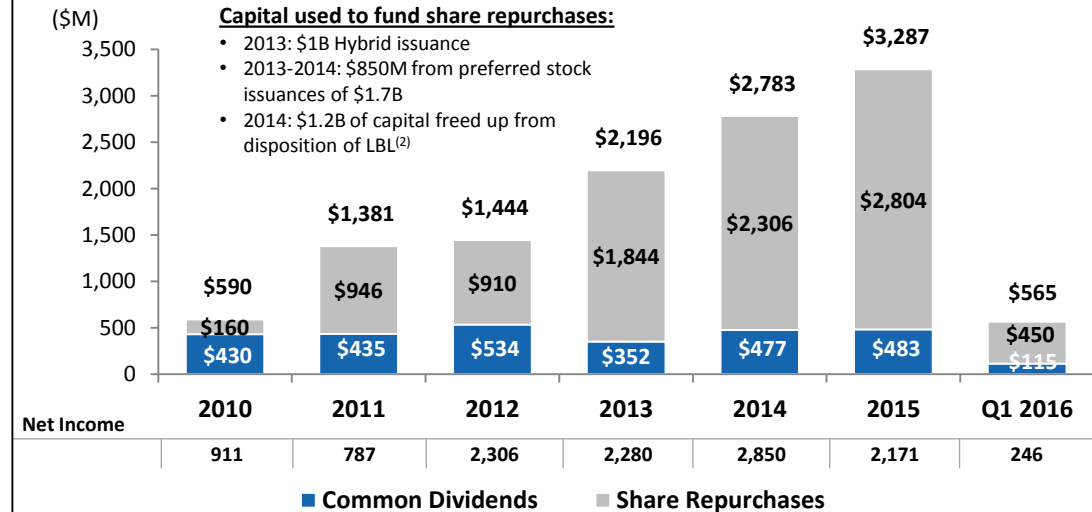 ($M)
Capital used to fund share repurchases:
• 2013: $1B Hybrid issuance
• 2013-2014: $850M from preferred stock
issuances of $1.7B
• 2014: $1.2B of capital freed up from
disposition of LBL(2)
3,500
3,000
2,500
2,000
1,500
1,000
500
0
$590
$160
$430
$1,381
$946
$435
$1,444
$910
$534
$2,196
$1,844
$352
$2,783
$2,306
$477
$3,287
$2,804
$483
$565
$450
$115
2010 2011 2012 2013 2014 2015 Q1 2016
Net Income
911 787 2,306 2,280 2,850 2,171 246
Common Dividends Share Repurchases